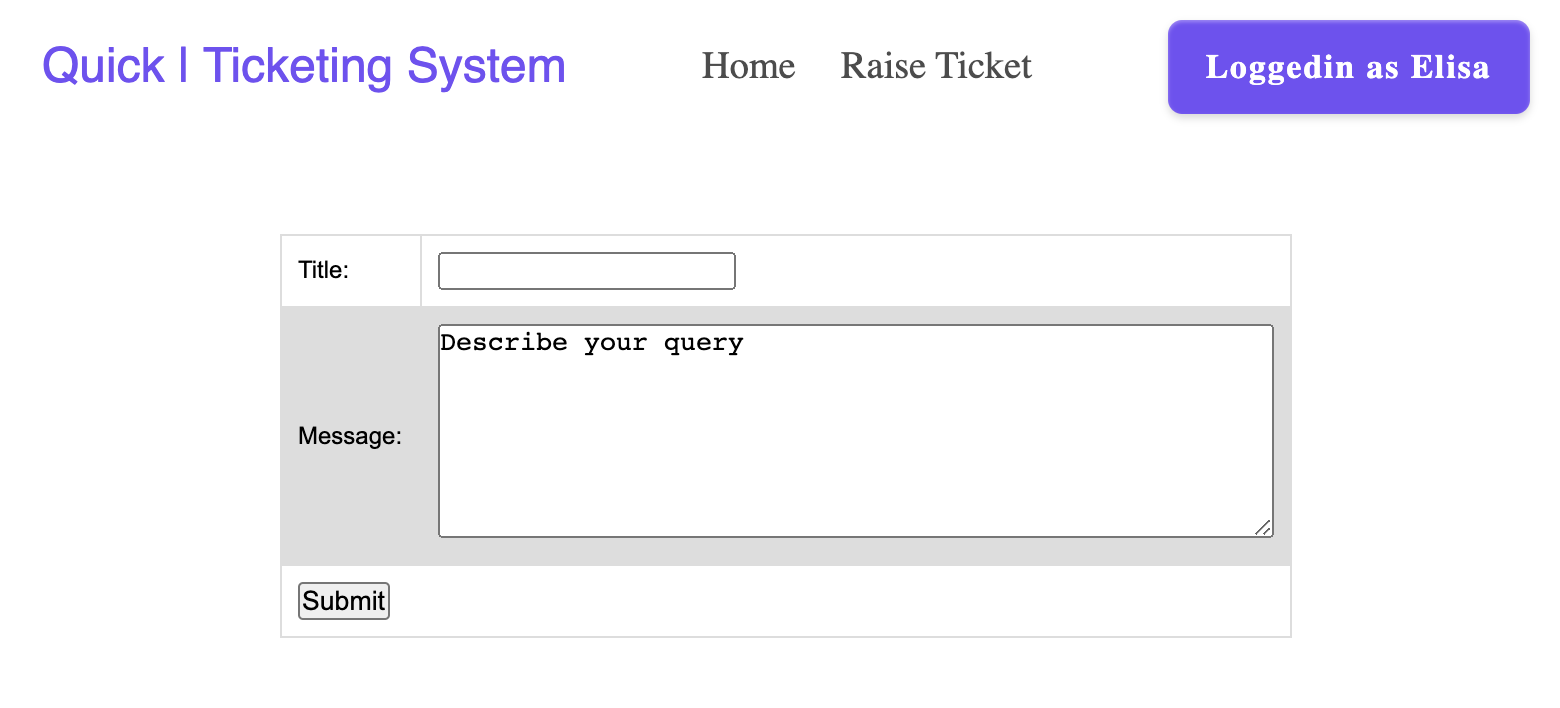 Quick | Ticketing System Home Raise Ticket Loggedin as Elisa
Title:
Describe your query
Message:
Submit